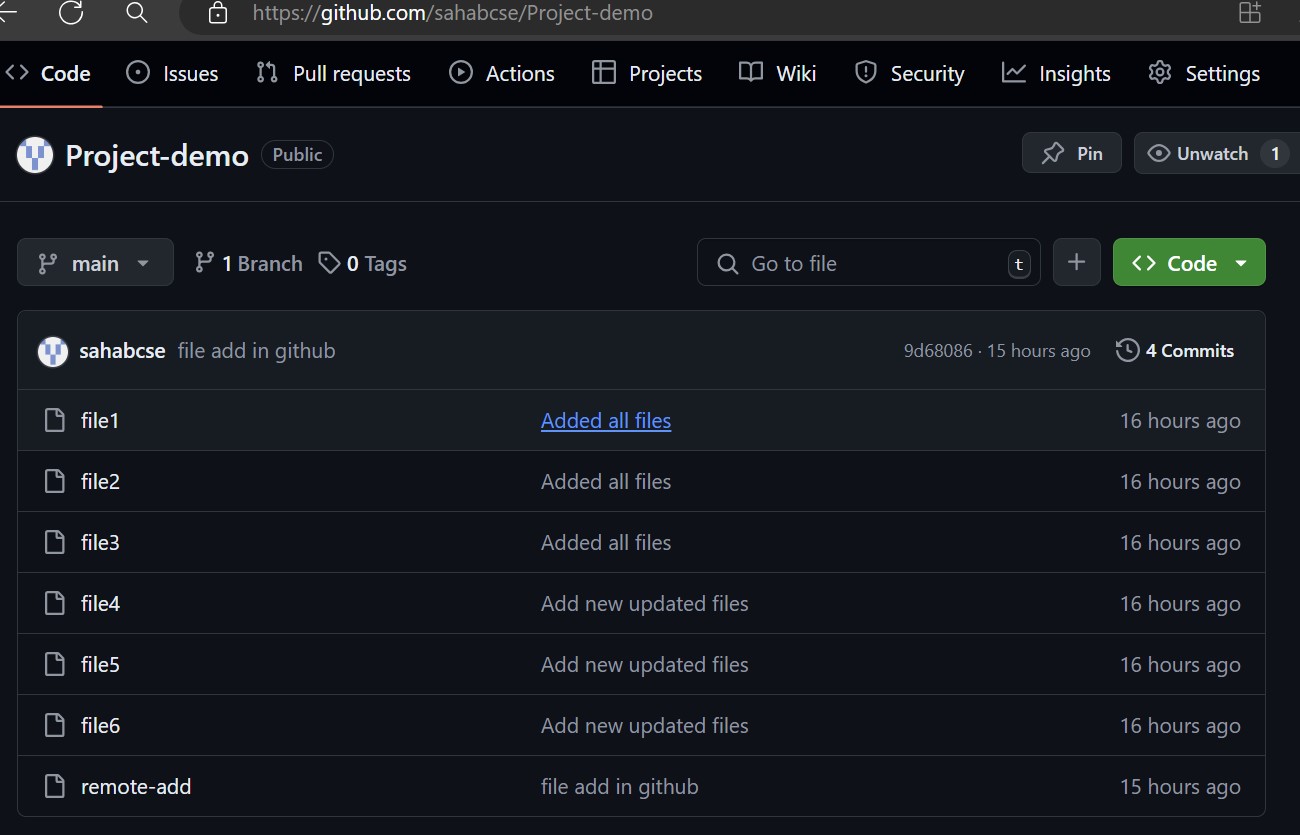 https://github.com/sahabcse/Project-demo
Code Issues Pull requests Actions Projects Wiki Security Insights Settings
Project-demo Public Pin Unwatch 1
main 1 Branch 0 Tags Go to file t Code
sahabcse file add in github 9d68086 · 15 hours ago 4 Commits
file1 Added all files 16 hours ago
file2 Added all files 16 hours ago
file3 Added all files 16 hours ago
file4 Add new updated files 16 hours ago
file5 Add new updated files 16 hours ago
file6 Add new updated files 16 hours ago
remote-add file add in github 15 hours ago